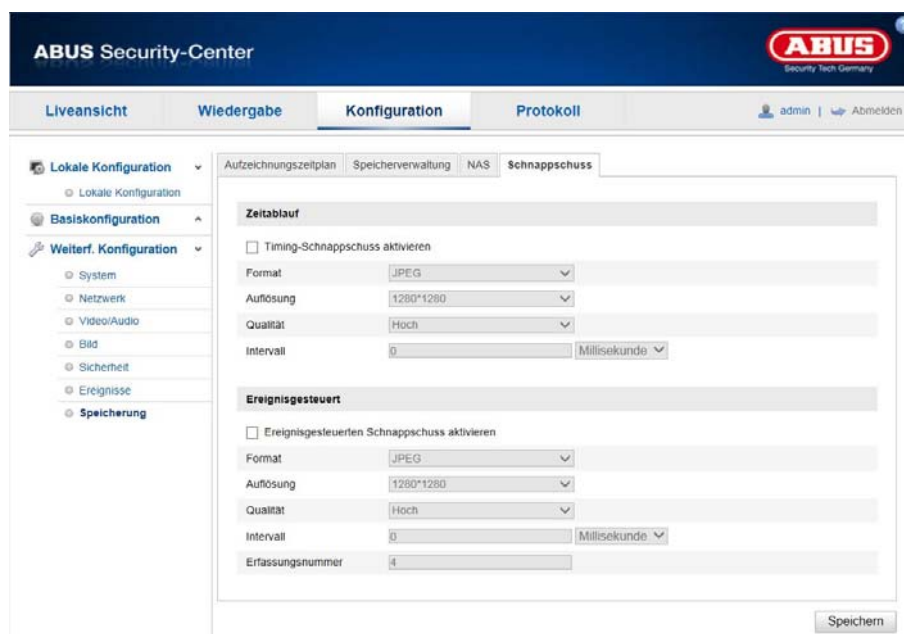 ABUS Security-Center
ABUS
Security Tech Germany
Liveansicht
Wiedergabe
Konfiguration
Protokoll
admin | Abmelden
Lokale Konfiguration
Lokale Konfiguration
Basiskonfiguration
Weiterf. Konfiguration
System
Netzwerk
Video/Audio
Bild
Sicherheit
Ereignisse
Speicherung
Aufzeichnungszeitplan
Speicherverwaltung
NAS
Schnappschuss
Zeitablauf
Timing-Schnappschuss aktivieren
Format JPEG
Auflösung 1280*1280
Qualität Hoch
Intervall 0 Millisekunde
Ereignisgesteuert
Ereignisgesteuerten Schnappschuss aktivieren
Format JPEG
Auflösung 1280*1280
Qualität Hoch
Intervall 0 Millisekunde
Erfassungsnummer 4
Speichern